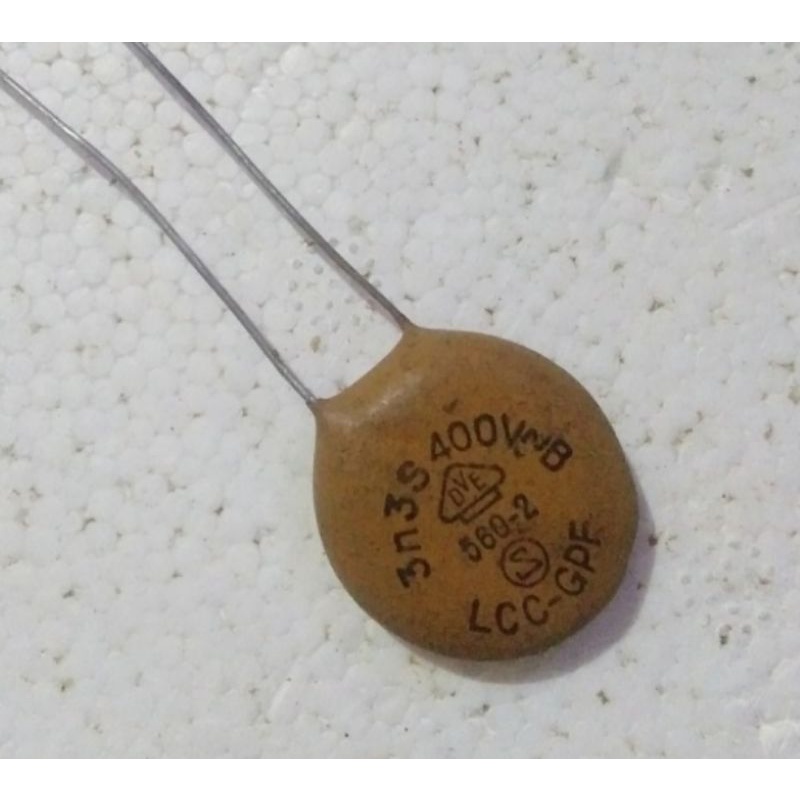 3n3S 400V~B
DVE
560-2
S
LCC-GPF